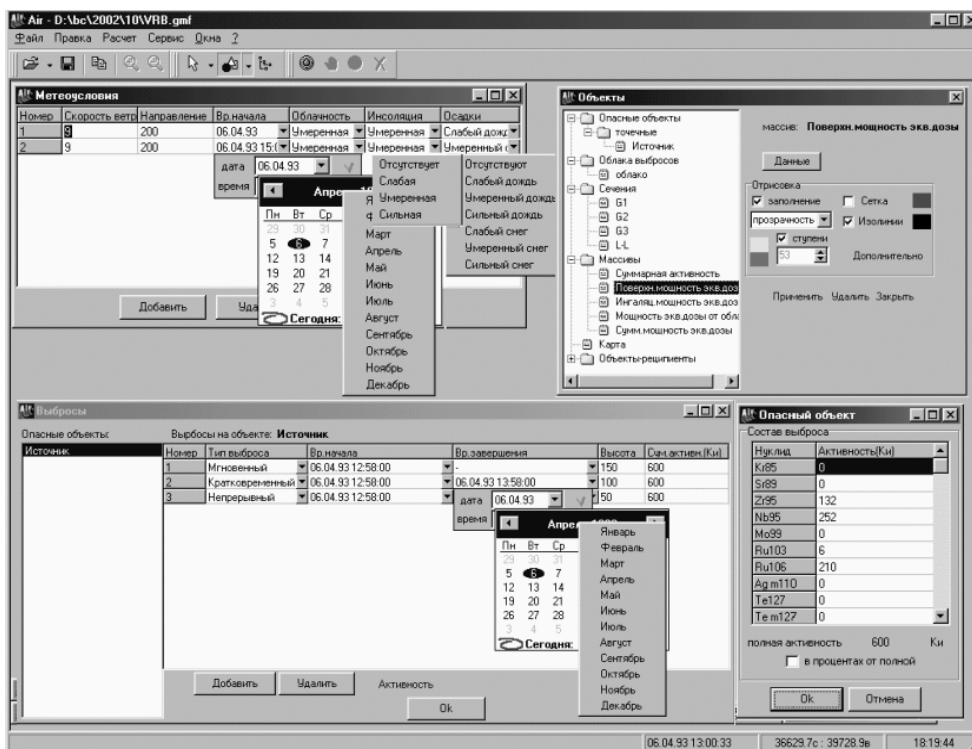 Air - D:\bc\2002\10\VRB.gmf
Файл Правка Расчет Сервис Окна ?
Метеоусловия
Номер Скорость ветр Направление Вр.начала Облачность Инсоляция Осадки
1 9 200 06.04.93 Умеренная Умеренная Слабый дожд
2 9 200 06.04.93 15:0 Умеренная Умеренная Умеренный с
дата 06.04.93
время
Отсутствует
Слабая
Умеренная
Сильная
Отсутствуют
Слабый дождь
Умеренный дождь
Сильный дождь
Слабый снег
Умеренный снег
Сильный снег
Пн Вт Ср
29 30 31
5 6 7
12 13 14
19 20 21
26 27 28
3 4 5
Сегодня:
Март
Апрель
Май
Июнь
Июль
Август
Сентябрь
Октябрь
Ноябрь
Декабрь
Добавить
Объекты
Опасные объекты
точечные
Источник
Облака выбросов
облако
Сечения
G1
G2
G3
L-L
Массивы
Суммарная активность
Поверхн.мощность экв.доз
Ингаляц.мощность экв.доз
Мощность экв.дозы от обла
Сумм.мощность экв.дозы
Карта
Объекты-реципиенты
массив: Поверхн.мощность экв.дозы
Данные
Отрисовка
заполнение Сетка
прозрачность Изолинии
ступени
53 Дополнительно
Применить Удалить Закрыть
Выбросы
Опасные объекты: Вырбосы на объекте: Источник
Источник
Номер Тип выброса Вр.начала Вр.завершения Высота Сум.активн.(Ки)
1 Мгновенный 06.04.93 12:58:00 - 150 600
2 Кратковременный 06.04.93 12:58:00 06.04.93 13:58:00 100 600
3 Непрерывный 06.04.93 12:58:00 50 600
дата 06.04.93
время
Пн Вт Ср
29 30 31
5 6 7
12 13 14
19 20 21
26 27 28
3 4 5
Сегодня:
Январь
Февраль
Март
Апрель
Май
Июнь
Июль
Август
Сентябрь
Октябрь
Ноябрь
Декабрь
Добавить Удалить Активность
Ok
Опасный объект
Состав выброса
Нуклид Активность(Ки)
Kr85 0
Sr89 0
Zr95 132
Nb95 252
Mo99 0
Ru103 6
Ru106 210
Ag m110 0
Te127 0
Te m127 0
полная активность 600 Ки
в процентах от полной
Ok Отмена
06.04.93 13:00:33 36629.7с : 39728.9в 18:19:44